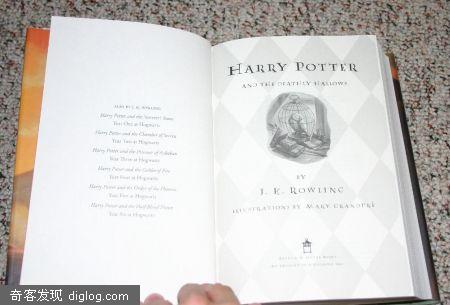 ALSO BY J. K. ROWLING
Harry Potter and the Sorcerer's Stone
Year One at Hogwarts
Harry Potter and the Chamber of Secrets
Year Two at Hogwarts
Harry Potter and the Prisoner of Azkaban
Year Three at Hogwarts
Harry Potter and the Goblet of Fire
Year Four at Hogwarts
Harry Potter and the Order of the Phoenix
Year Five at Hogwarts
Harry Potter and the Half-Blood Prince
Year Six at Hogwarts
HARRY POTTER
AND THE DEATHLY HALLOWS
BY
J. K. ROWLING
ILLUSTRATIONS BY MARY GRANDPRÉ
奇客发现 diglog.com